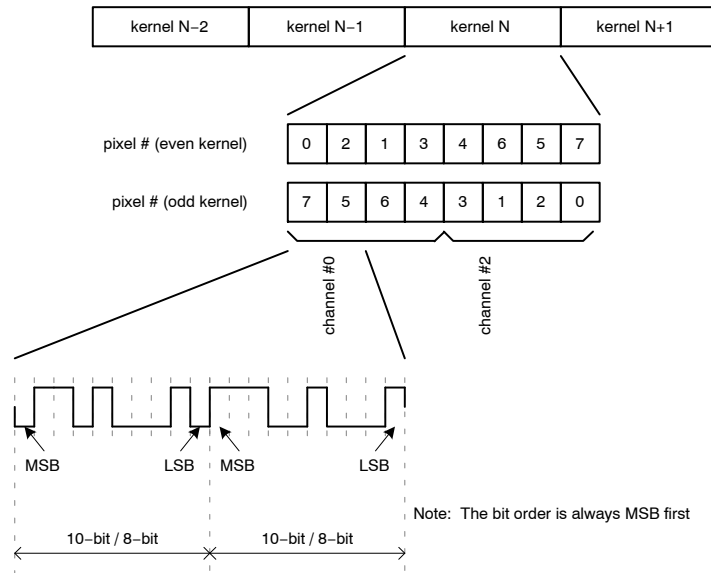 kernel N−2 kernel N−1 kernel N kernel N+1
pixel # (even kernel) 0 2 1 3 4 6 5 7
pixel # (odd kernel) 7 5 6 4 3 1 2 0
channel #0 channel #2
MSB LSB MSB LSB
Note: The bit order is always MSB first
10−bit / 8−bit 10−bit / 8−bit